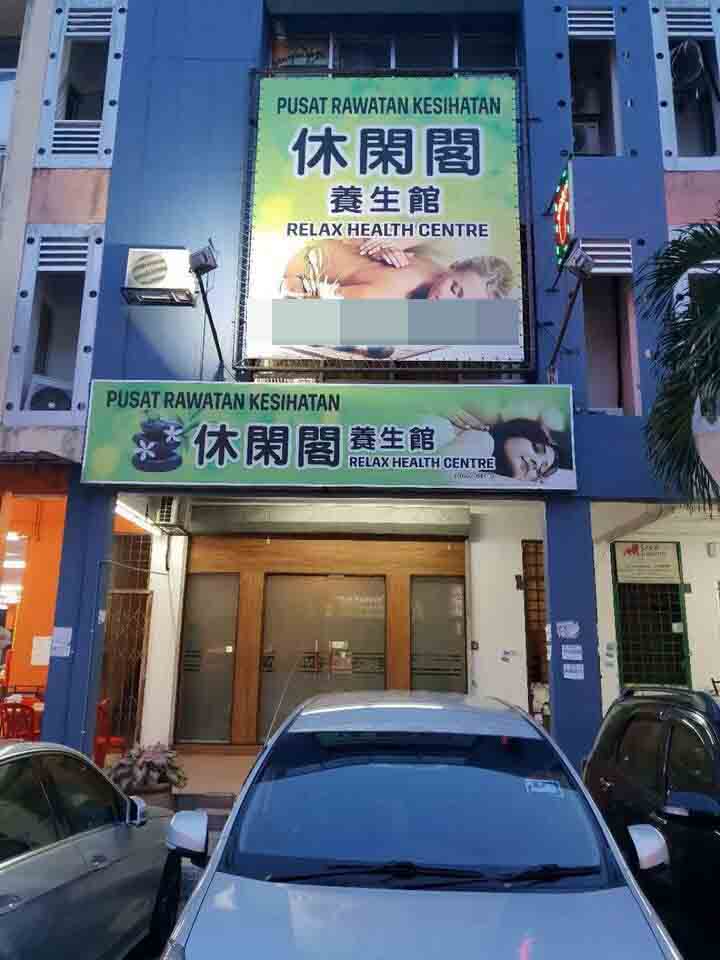 PUSAT RAWATAN KESIHATAN
休閑閣
養生館
RELAX HEALTH CENTRE
PUSAT RAWATAN KESIHATAN
休閑閣 養生館
RELAX HEALTH CENTRE